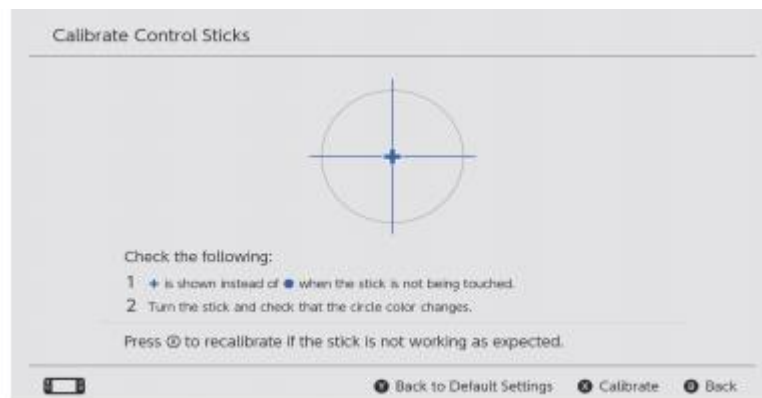 Calibrate Control Sticks
Check the following:
1 + is shown instead of ● when the stick is not being touched.
2 Turn the stick and check that the circle color changes.
Press Ⓧ to recalibrate if the stick is not working as expected.
Ⓨ Back to Default Settings Ⓧ Calibrate Ⓑ Back